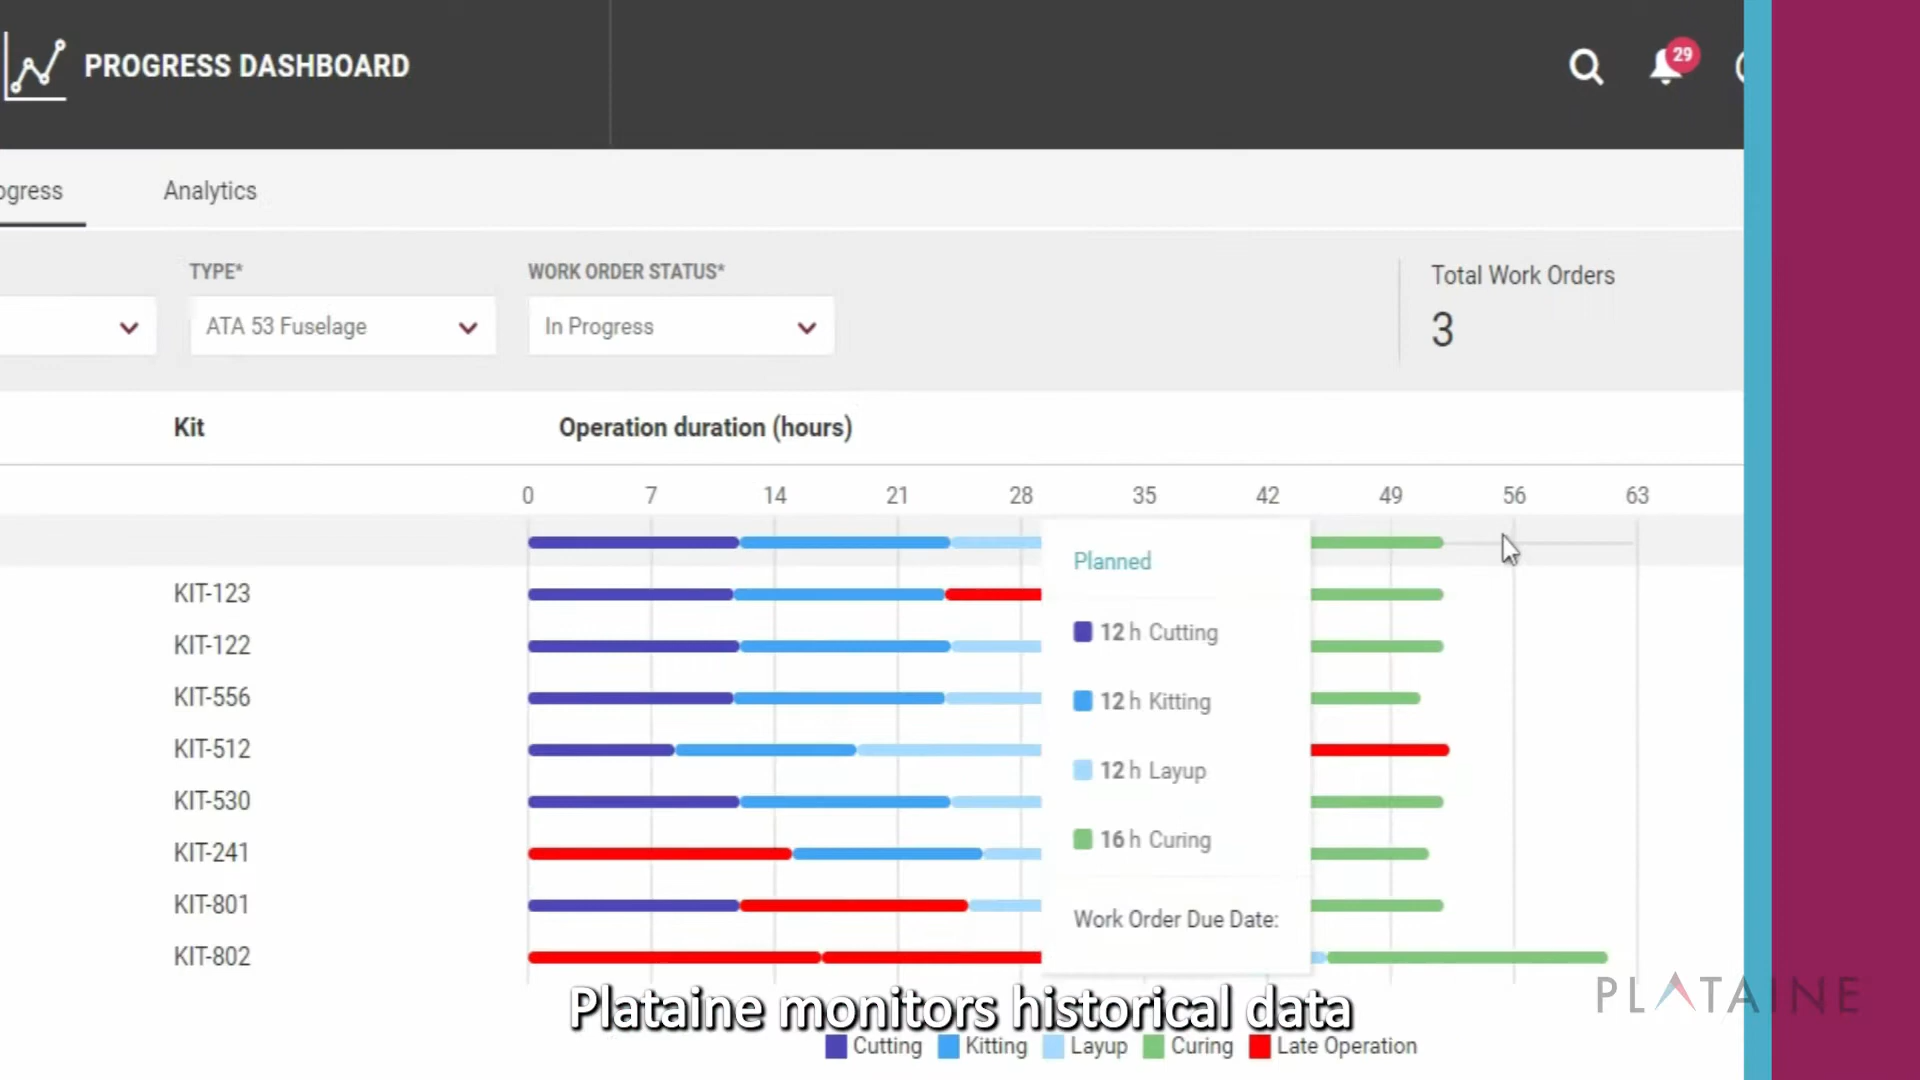 PROGRESS DASHBOARD
29
ogress
Analytics
TYPE*
WORK ORDER STATUS*
Total Work Orders
ATA 53 Fuselage
In Progress
3
Kit
Operation duration (hours)
0 7 14 21 28 35 42 49 56 63
Planned
12 h Cutting
12 h Kitting
12 h Layup
16 h Curing
Work Order Due Date:
KIT-123
KIT-122
KIT-556
KIT-512
KIT-530
KIT-241
KIT-801
KIT-802
PLATAINE
Plataine monitors historical data
Cutting Kitting Layup Curing Late Operation